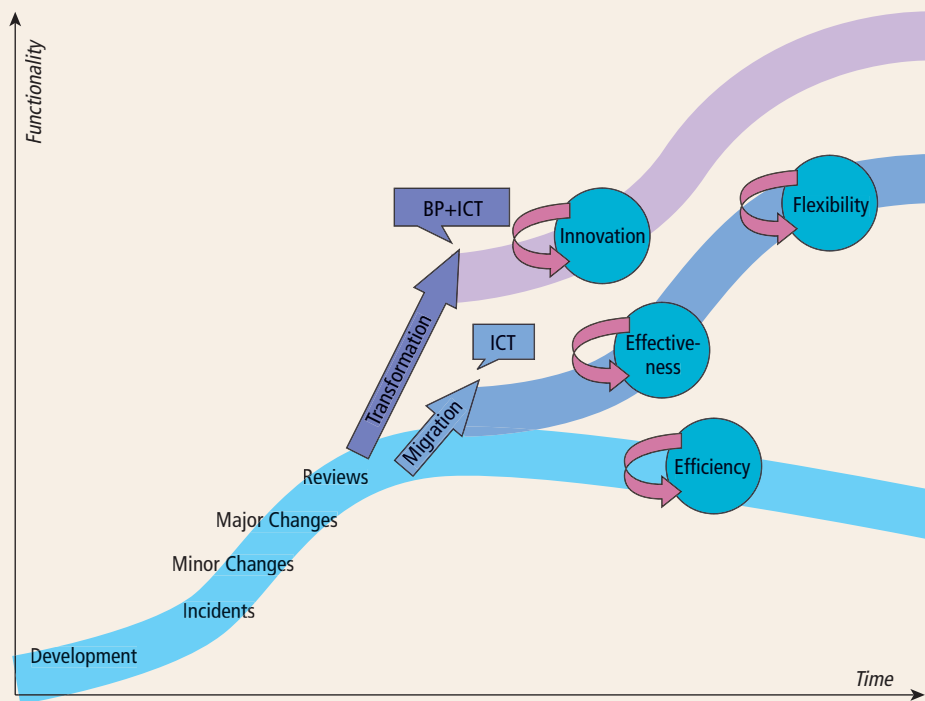 Functionality
BP+ICT
Innovation
Flexibility
Transformation
ICT
Effective-
ness
Migration
Efficiency
Reviews
Major Changes
Minor Changes
Incidents
Development
Time